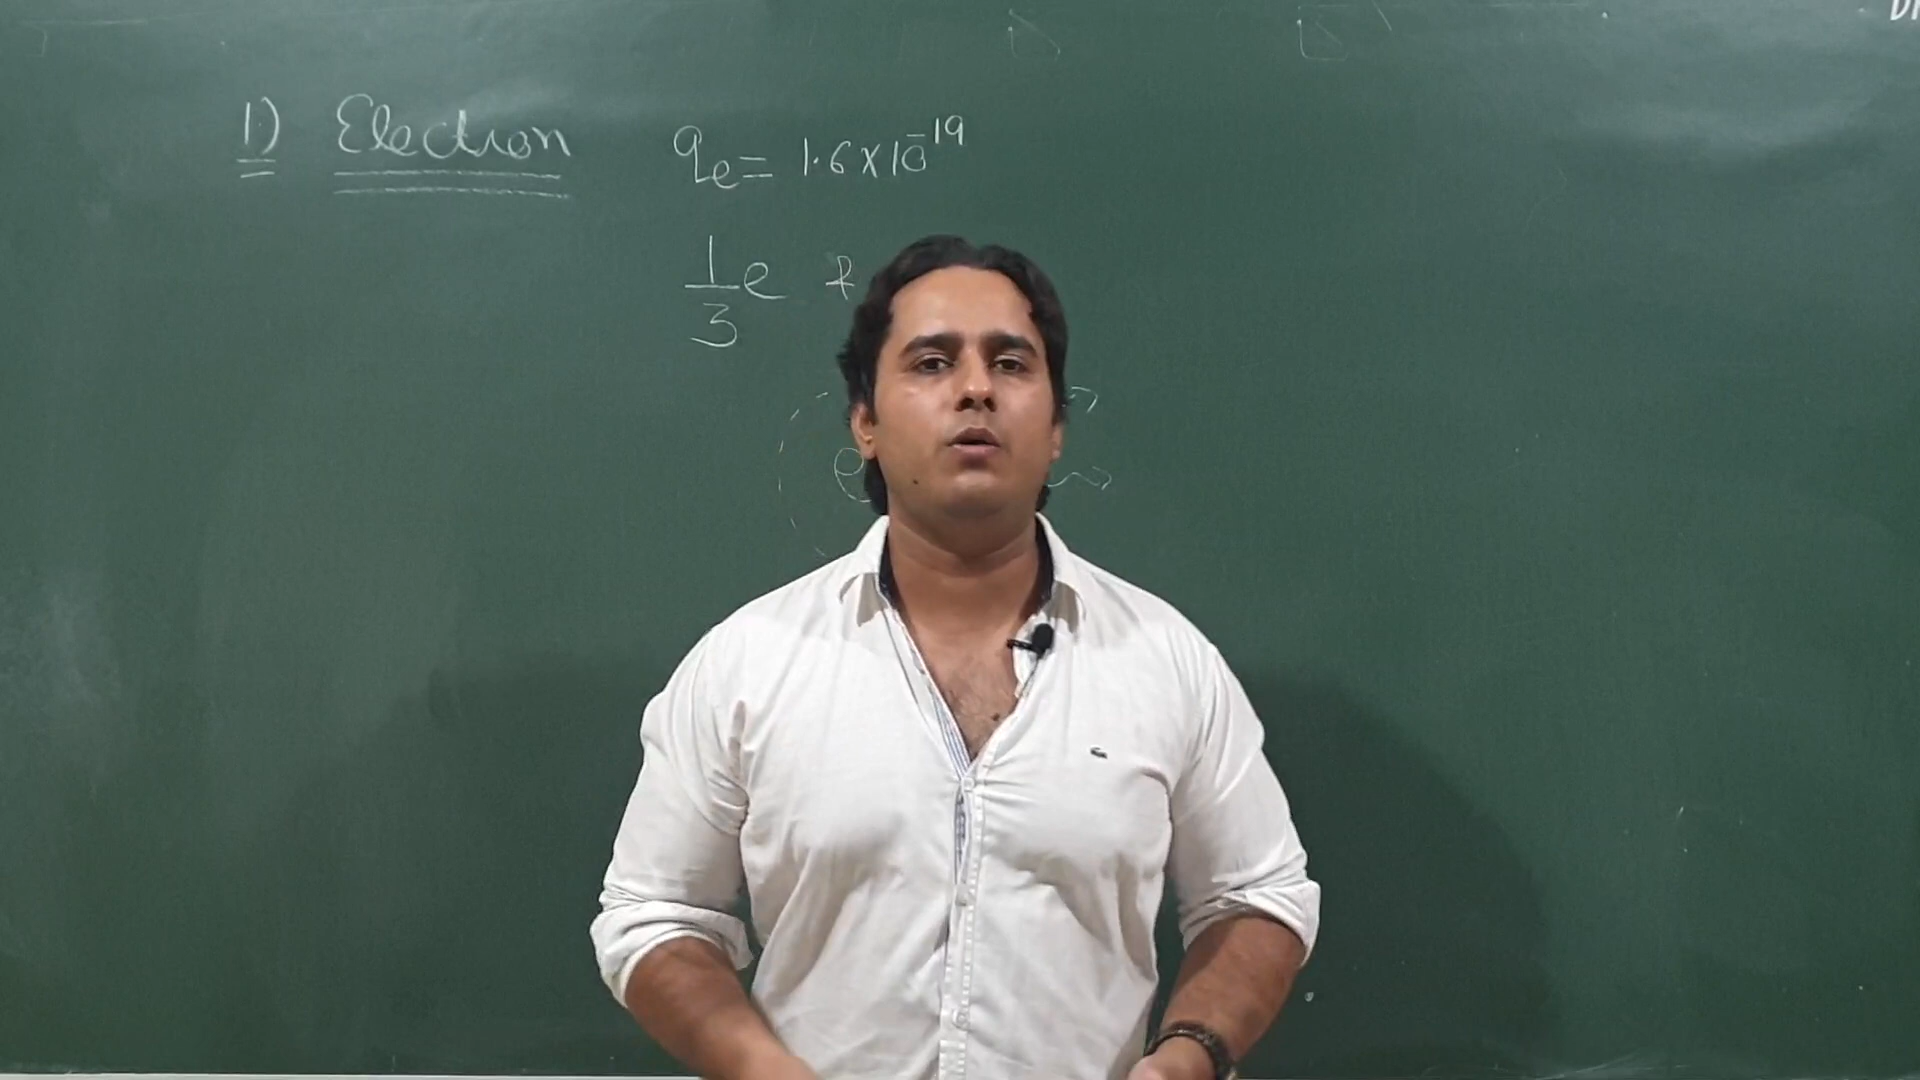 1) Electron qe = 1.6×10⁻¹⁹
1/3 e &
e